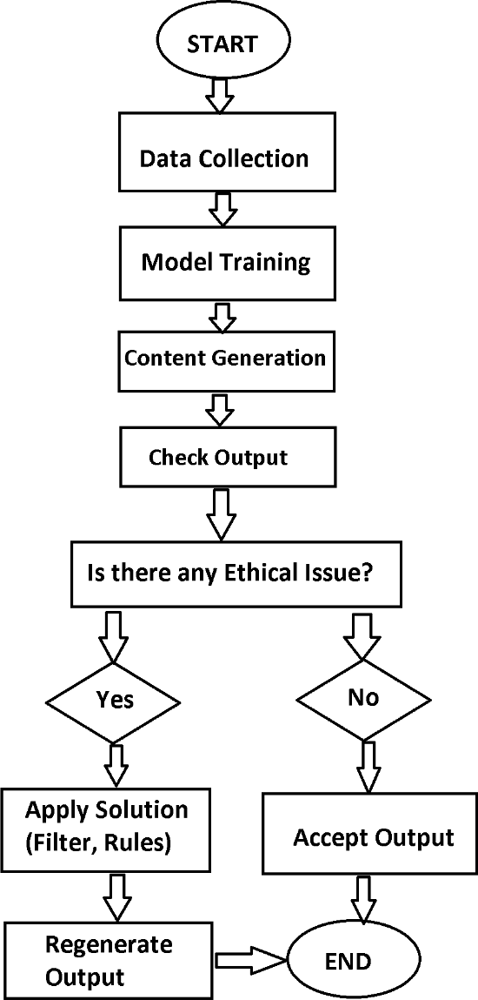 START
Data Collection
Model Training
Content Generation
Check Output
Is there any Ethical Issue?
Yes
No
Apply Solution
(Filter, Rules)
Accept Output
Regenerate
Output
END